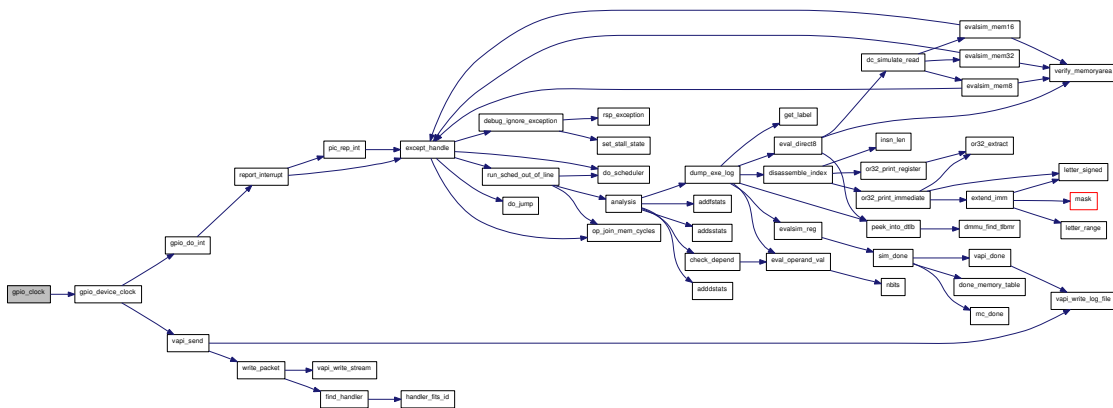 gpio_clock
gpio_device_clock
gpio_do_int
vapi_send
report_interrupt
write_packet
pic_rep_int
vapi_write_stream
find_handler
except_handle
handler_fits_id
debug_ignore_exception
run_sched_out_of_line
do_jump
rsp_exception
set_stall_state
do_scheduler
analysis
op_join_mem_cycles
dump_exe_log
addfstats
addsstats
check_depend
adddstats
get_label
eval_direct8
disassemble_index
evalsim_reg
eval_operand_val
dc_simulate_read
insn_len
or32_print_register
or32_print_immediate
peek_into_dtlb
sim_done
nbits
evalsim_mem16
evalsim_mem32
evalsim_mem8
or32_extract
extend_imm
dmmu_find_tlbmr
vapi_done
done_memory_table
mc_done
verify_memoryarea
letter_signed
mask
letter_range
vapi_write_log_file